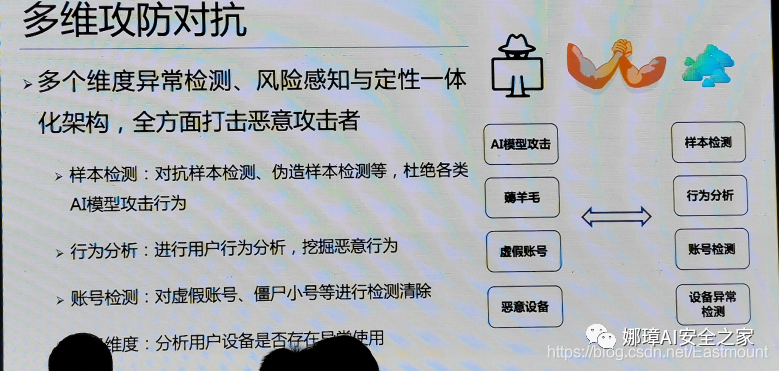 多维攻防对抗
多个维度异常检测、风险感知与定性一体
化架构，全方面打击恶意攻击者
样本检测：对抗样本检测、伪造样本检测等，杜绝各类
AI模型攻击行为
行为分析：进行用户行为分析，挖掘恶意行为
账号检测：对虚假账号、僵尸小号等进行检测清除
维度：分析用户设备是否存在异常使用
AI模型攻击
薅羊毛
虚假账号
恶意设备
样本检测
行为分析
账号检测
设备异常
检测
娜璋AI安全之家
https://blog.csdn.net/Eastmount